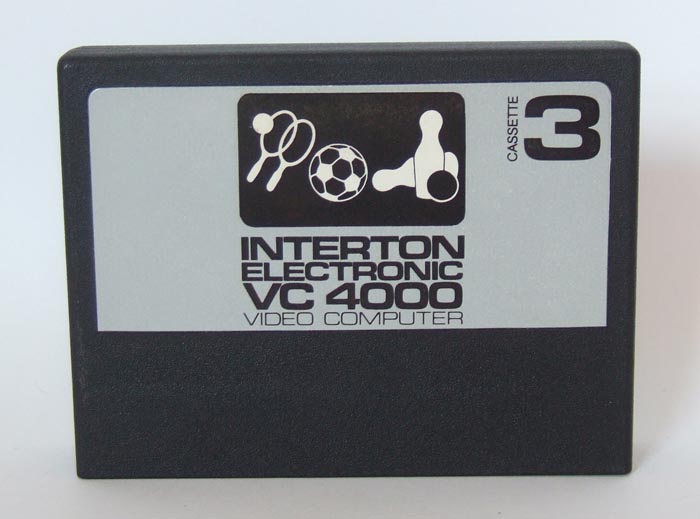 CASSETTE 3
INTERTON
ELECTRONIC
VC 4000
VIDEO COMPUTER